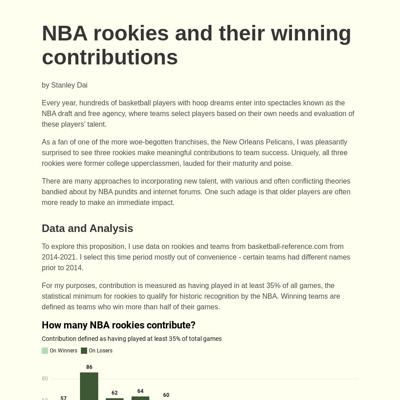 NBA rookies and their winning
contributions
by Stanley Dai
Every year, hundreds of basketball players with hoop dreams enter into spectacles known as the
NBA draft and free agency, where teams select players based on their own needs and evaluation of
these players' talent.
As a fan of one of the more woe-begotten franchises, the New Orleans Pelicans, I was pleasantly
surprised to see three rookies make meaningful contributions to team success. Uniquely, all three
rookies were former college upperclassmen, lauded for their maturity and poise.
There are many approaches to incorporating new talent, with various and often conflicting theories
bandied about by NBA pundits and internet forums. One such adage is that older players are often
more ready to make an immediate impact.
Data and Analysis
To explore this proposition, I use data on rookies and teams from basketball-reference.com from
2014-2021. I select this time period mostly out of convenience - certain teams had different names
prior to 2014.
For my purposes, contribution is measured as having played in at least 35% of all games, the
statistical minimum for rookies to qualify for historic recognition by the NBA. Winning teams are
defined as teams who win more than half of their games.
How many NBA rookies contribute?
Contribution defined as having played at least 35% of total games
On Winners On Losers
86
80
62
64
60
57